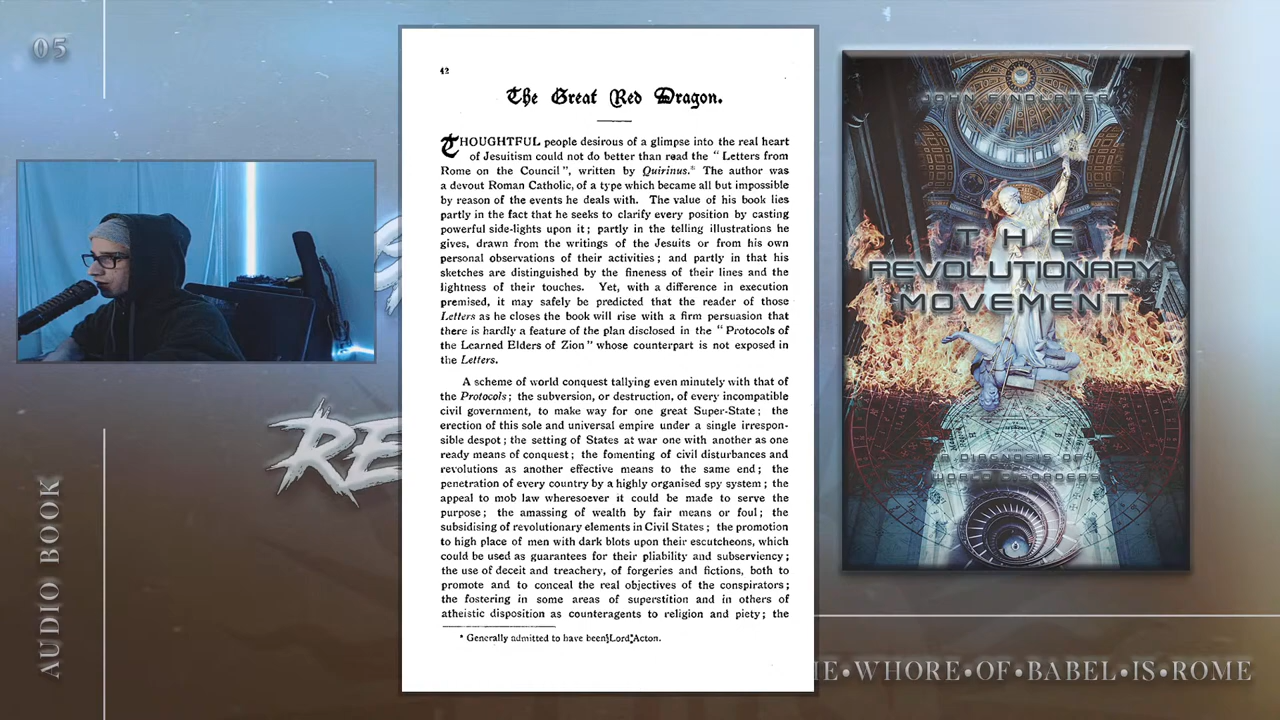 05
AUDIO BOOK
42
The Great Red Dragon.
THOUGHTFUL people desirous of a glimpse into the real heart
of Jesuitism could not do better than read the “ Letters from
Rome on the Council ”, written by Quirinus.* The author was
a devout Roman Catholic, of a type which became all but impossible
by reason of the events he deals with. The value of his book lies
partly in the fact that he seeks to clarify every position by casting
powerful side-lights upon it ; partly in the telling illustrations he
gives, drawn from the writings of the Jesuits or from his own
personal observations of their activities ; and partly in that his
sketches are distinguished by the fineness of their lines and the
lightness of their touches. Yet, with a difference in execution
premised, it may safely be predicted that the reader of those
Letters as he closes the book will rise with a firm persuasion that
there is hardly a feature of the plan disclosed in the “ Protocols of
the Learned Elders of Zion ” whose counterpart is not exposed in
the Letters.
A scheme of world conquest tallying even minutely with that of
the Protocols ; the subversion, or destruction, of every incompatible
civil government, to make way for one great Super-State ; the
erection of this sole and universal empire under a single irrespon-
sible despot ; the setting of States at war one with another as one
ready means of conquest ; the fomenting of civil disturbances and
revolutions as another effective means to the same end ; the
penetration of every country by a highly organised spy system ; the
appeal to mob law wheresoever it could be made to serve the
purpose ; the amassing of wealth by fair means or foul ; the
subsidising of revolutionary elements in Civil States ; the promotion
to high place of men with dark blots upon their escutcheons, which
could be used as guarantees for their pliability and subserviency ;
the use of deceit and treachery, of forgeries and fictions, both to
promote and to conceal the real objectives of the conspirators ;
the fostering in some areas of superstition and in others of
atheistic disposition as counteragents to religion and piety ; the
* Generally admitted to have been Lord Acton.
JOHN FINDLATER
THE
REVOLUTIONARY
MOVEMENT
A DIAGNOSIS OF
WORLD DISORDERS
RE
•WHORE•OF•BABEL•IS•ROME